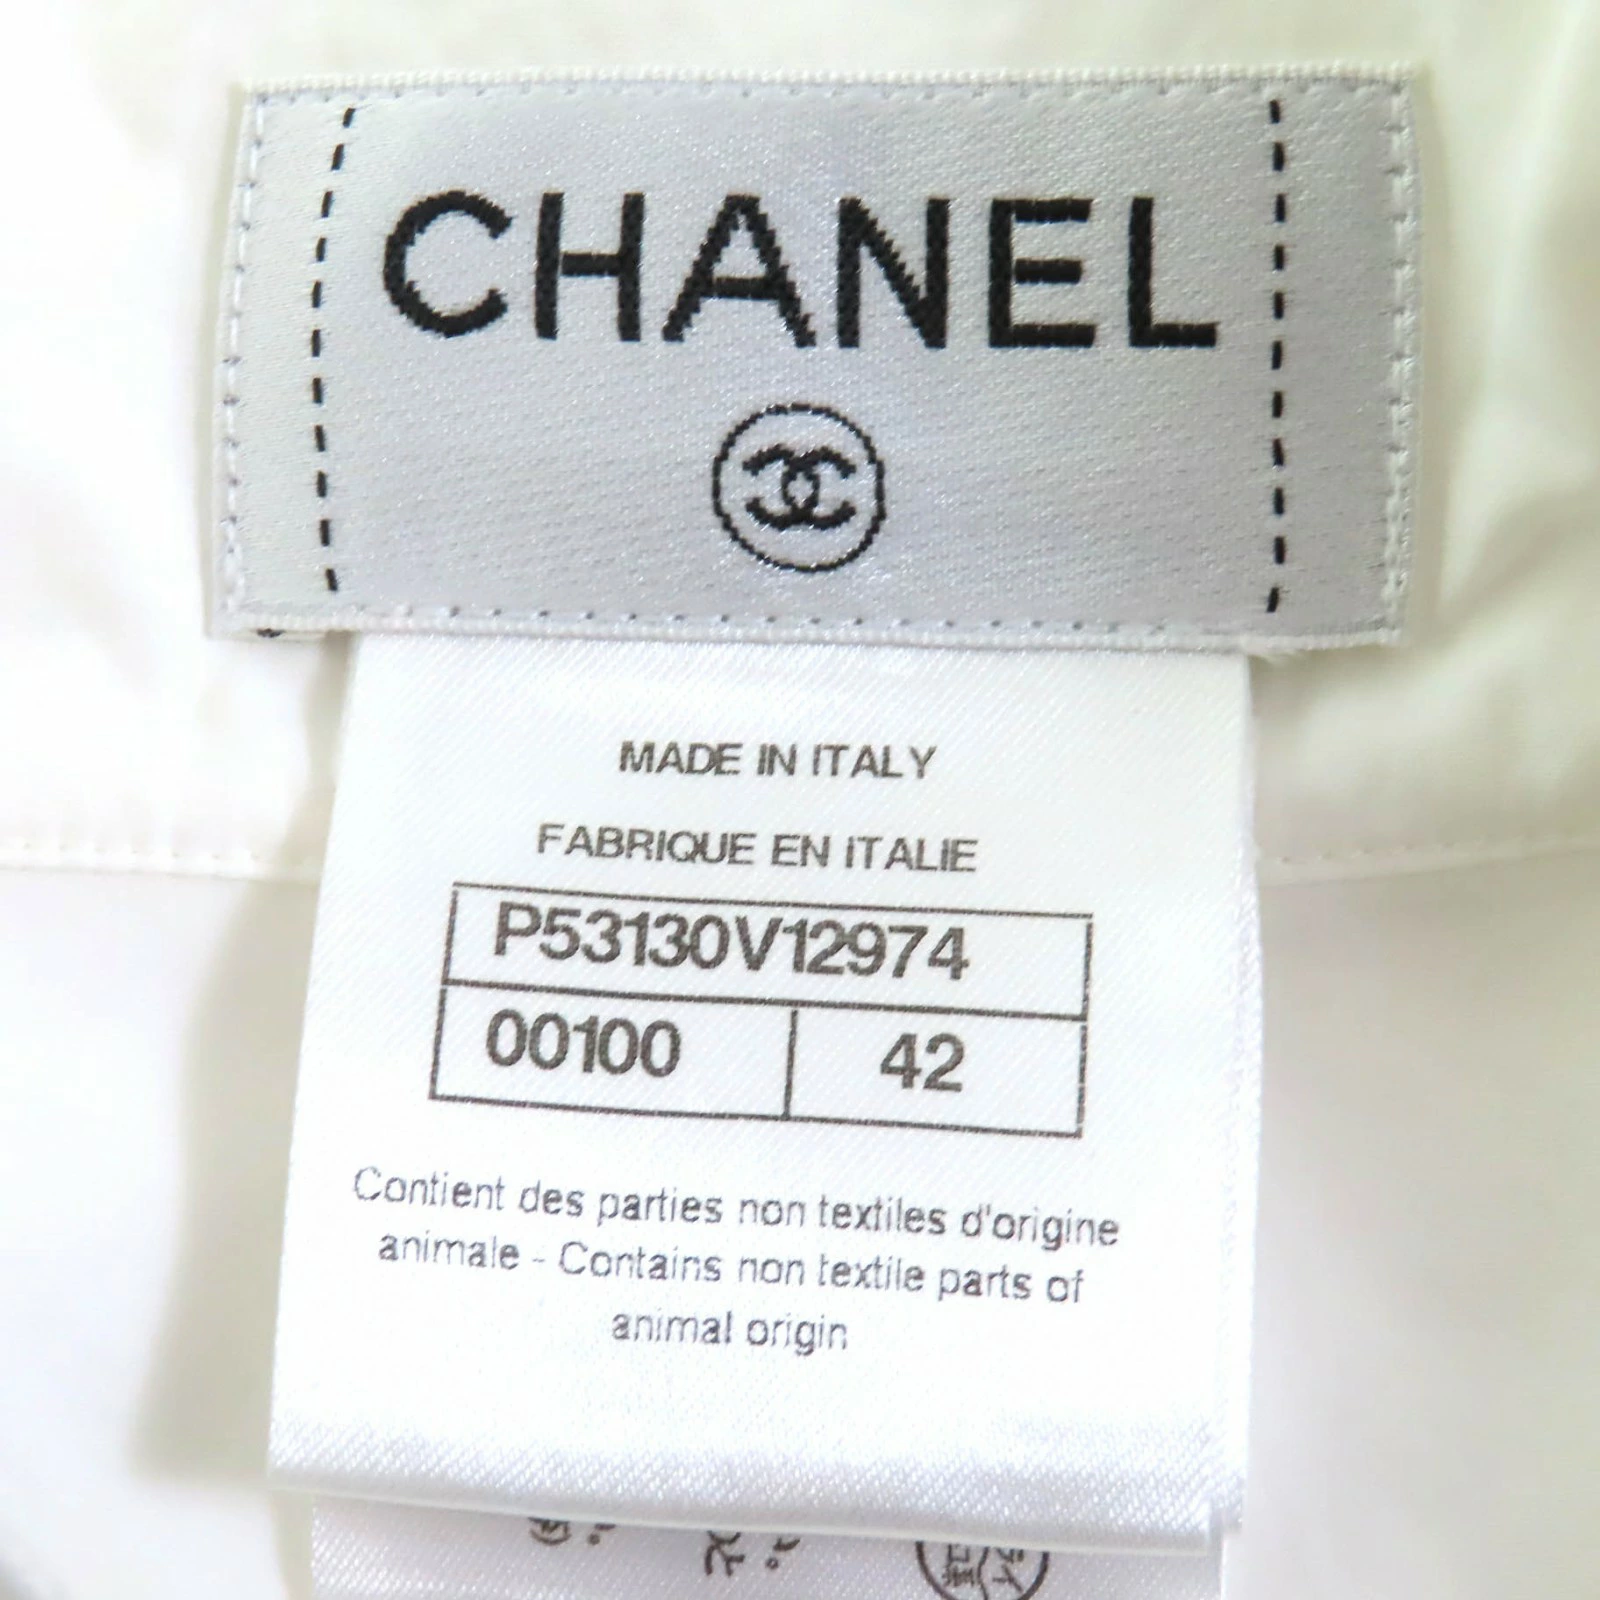 CHANEL
MADE IN ITALY
FABRIQUE EN ITALIE
P53130V12974
00100 42
Contient des parties non textiles d'origine
animale - Contains non textile parts of
animal origin